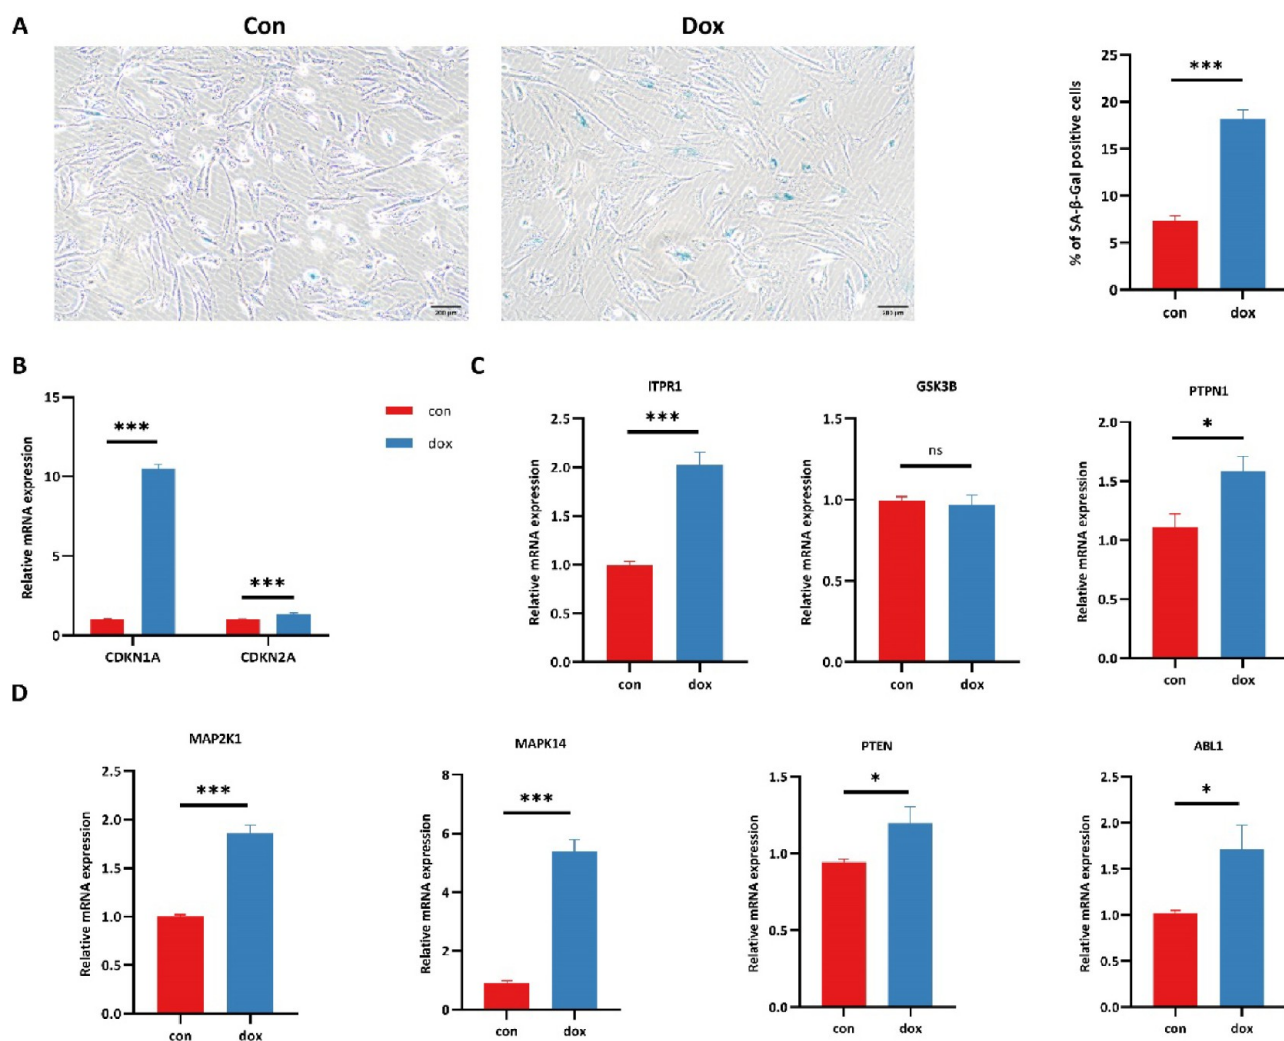 A
Con
Dox
200 μm
% of SA-β-Gal positive cells
25
20
15
10
5
0
***
con
dox
B
Relative mRNA expression
15
10
5
0
***
***
CDKN1A
CDKN2A
con
dox
C
ITPR1
Relative mRNA expression
2.5
2.0
1.5
1.0
0.5
0.0
***
con
dox
GSK3B
Relative mRNA expression
1.5
1.0
0.5
0.0
ns
con
dox
PTPN1
Relative mRNA expression
2.0
1.5
1.0
0.5
0.0
*
con
dox
D
MAP2K1
Relative mRNA expression
2.5
2.0
1.5
1.0
0.5
0.0
***
con
dox
MAPK14
Relative mRNA expression
8
6
4
2
0
***
con
dox
PTEN
Relative mRNA expression
1.5
1.0
0.5
0.0
*
con
dox
ABL1
Relative mRNA expression
2.5
2.0
1.5
1.0
0.5
0.0
*
con
dox